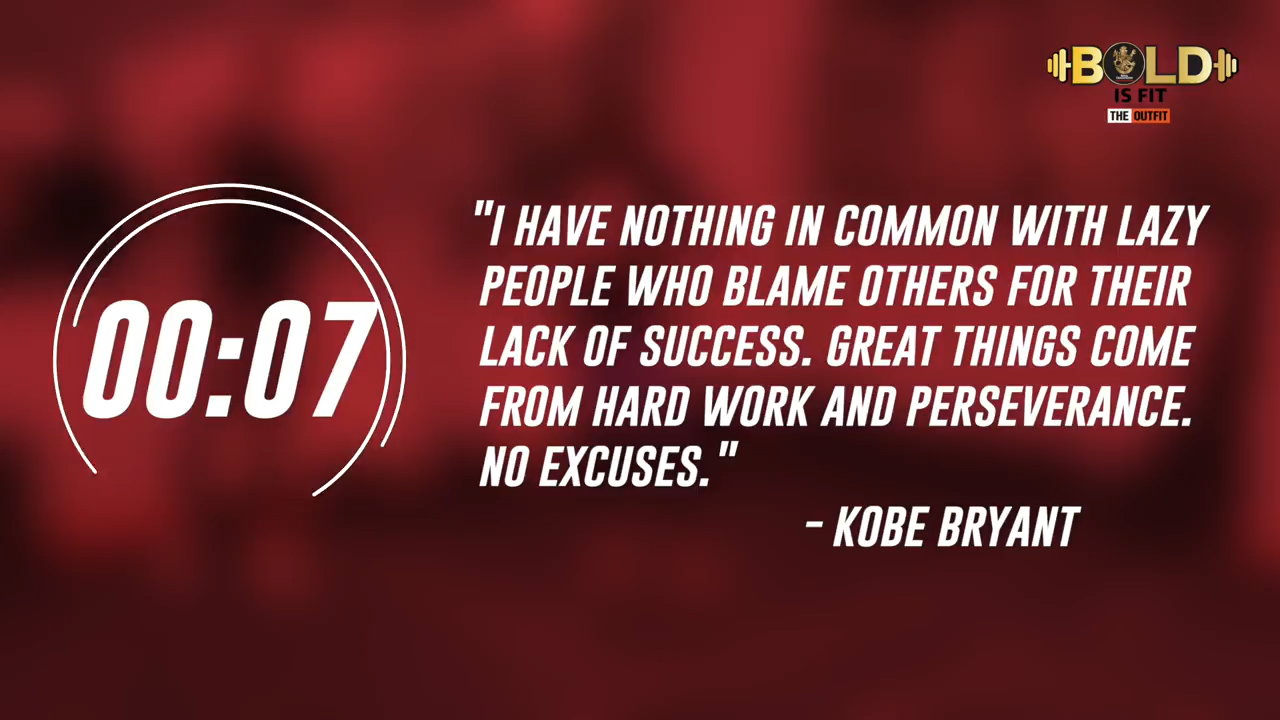 BOLD
IS FIT
THE OUTFIT
00:07
"I HAVE NOTHING IN COMMON WITH LAZY
PEOPLE WHO BLAME OTHERS FOR THEIR
LACK OF SUCCESS. GREAT THINGS COME
FROM HARD WORK AND PERSEVERANCE.
NO EXCUSES."
- KOBE BRYANT